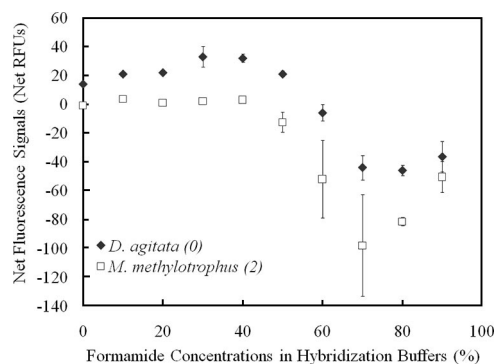 60
40
20
0
-20
-40
-60
-80
-100
-120
-140
Net Fluorescence Signals (Net RFUs)
D. agitata (0)
M. methylotrophus (2)
0 20 40 60 80 100
Formamide Concentrations in Hybridization Buffers (%)